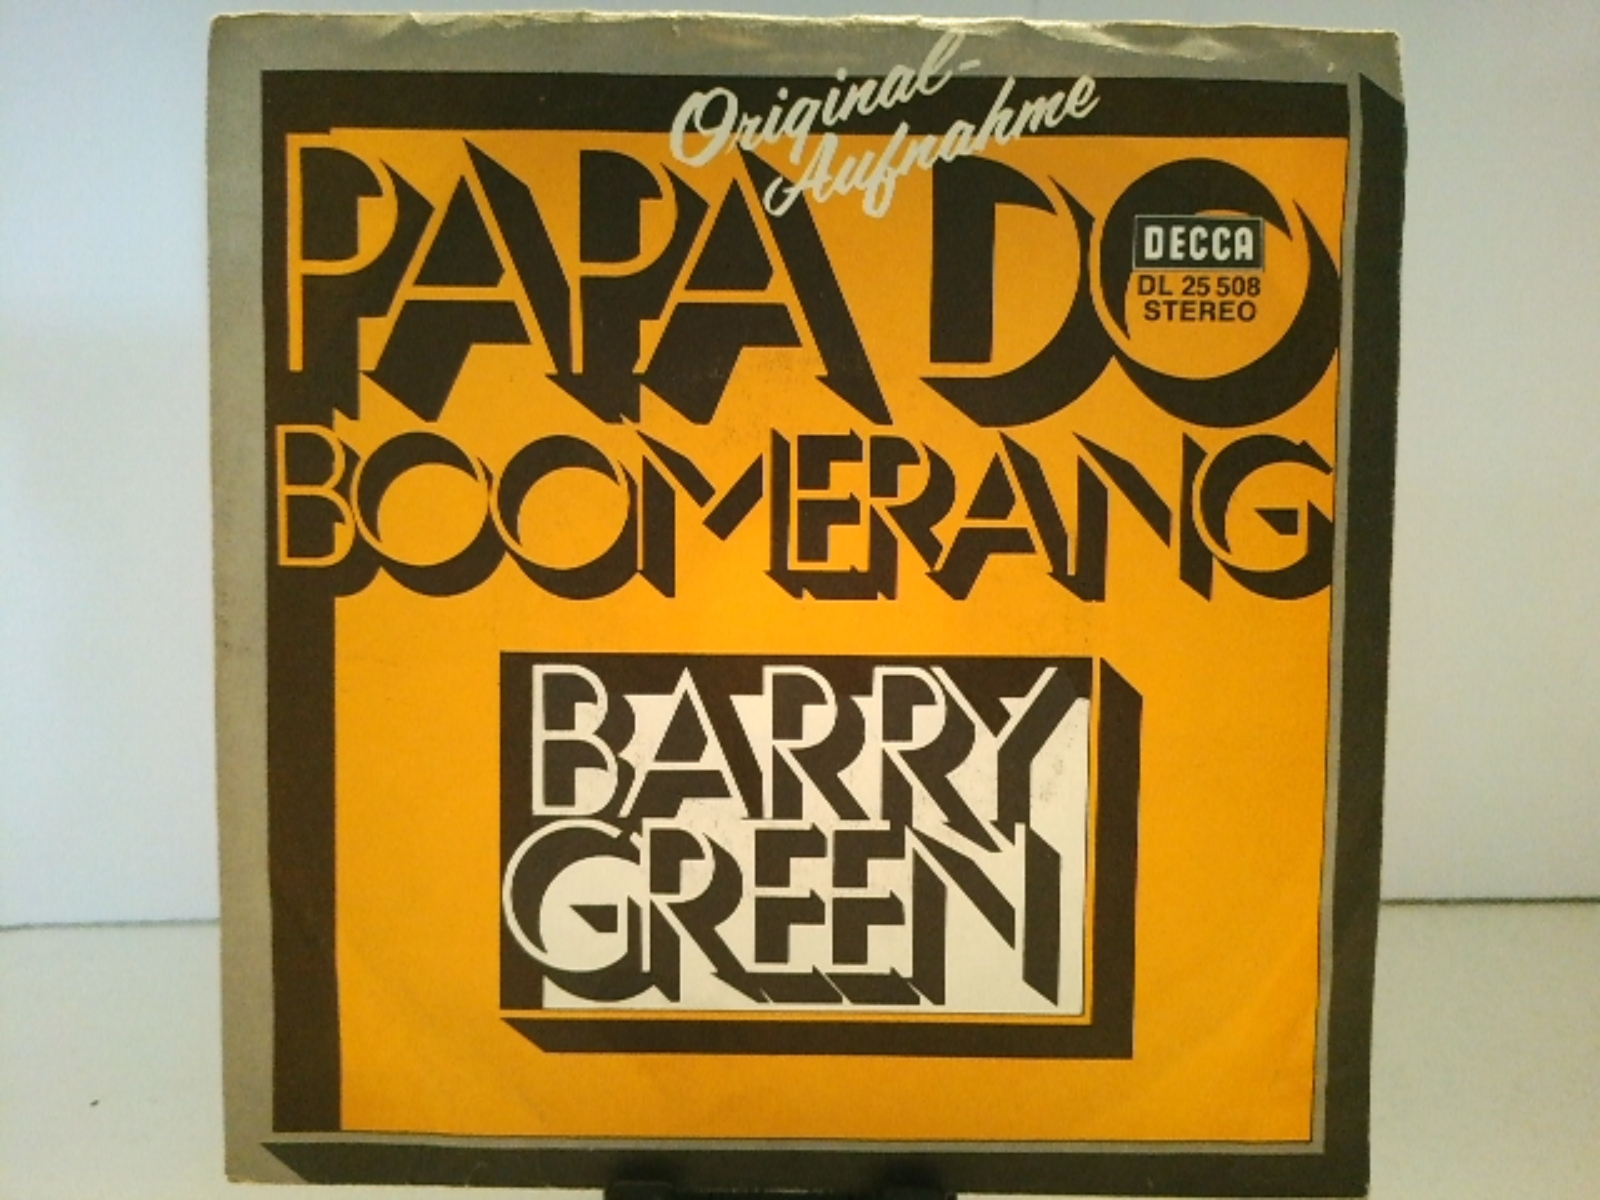 Original-
Aufnahme
PAPA DO
DECCA
DL 25 508
STEREO
BOOMERANG
BARRY
GREEN